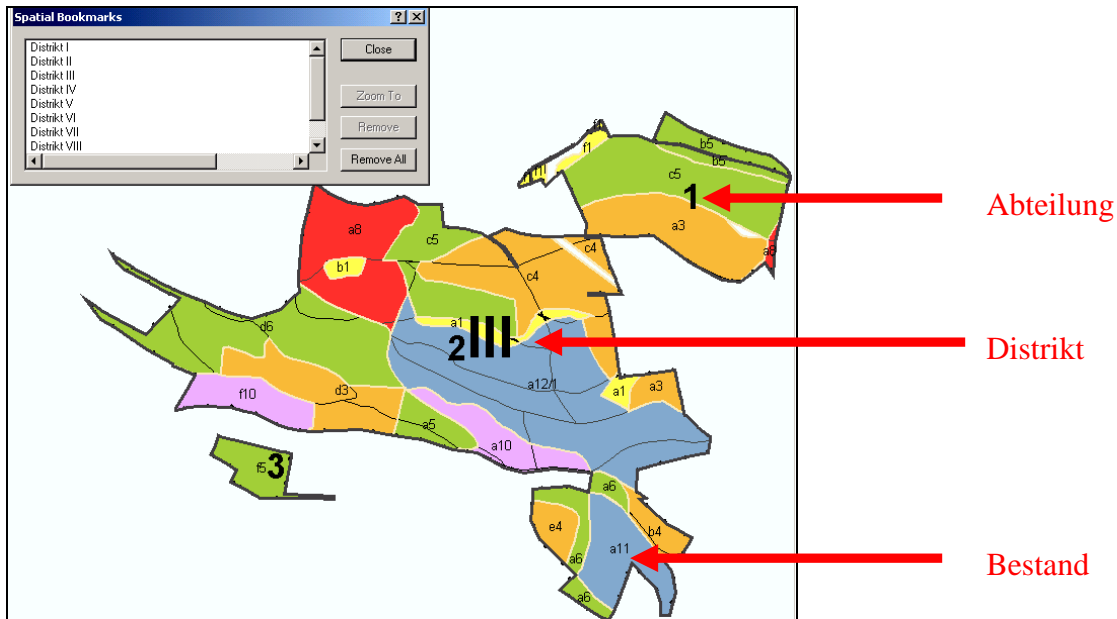 Spatial Bookmarks
Distrikt I
Distrikt II
Distrikt III
Distrikt IV
Distrikt V
Distrikt VI
Distrikt VII
Distrikt VIII
Close
Zoom To
Remove
Remove All
f1
b5
b5
c5
1
Abteilung
a3
a8
c5
c4
b1
c4
d6
a1
2 III
Distrikt
a12/1
a1
a3
f10
d3
a5
a10
f5 3
a6
e4
b4
a11
a6
Bestand
a6